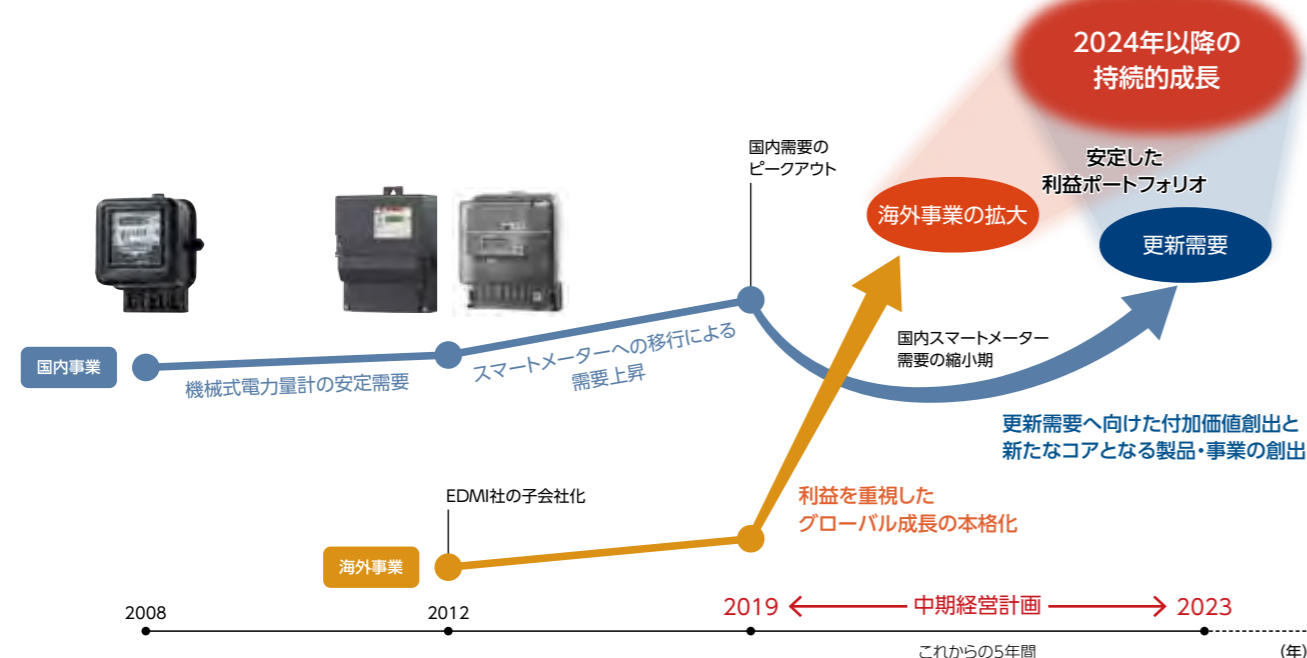 2024年以降の
持続的成長
国内需要の
ピークアウト
安定した
利益ポートフォリオ
海外事業の拡大
更新需要
国内事業
機械式電力量計の安定需要
スマートメーターへの移行による
需要上昇
国内スマートメーター
需要の縮小期
更新需要へ向けた付加価値創出と
新たなコアとなる製品・事業の創出
EDMI社の子会社化
利益を重視した
グローバル成長の本格化
海外事業
2008
2012
2019
中期経営計画
2023
これからの5年間
(年)